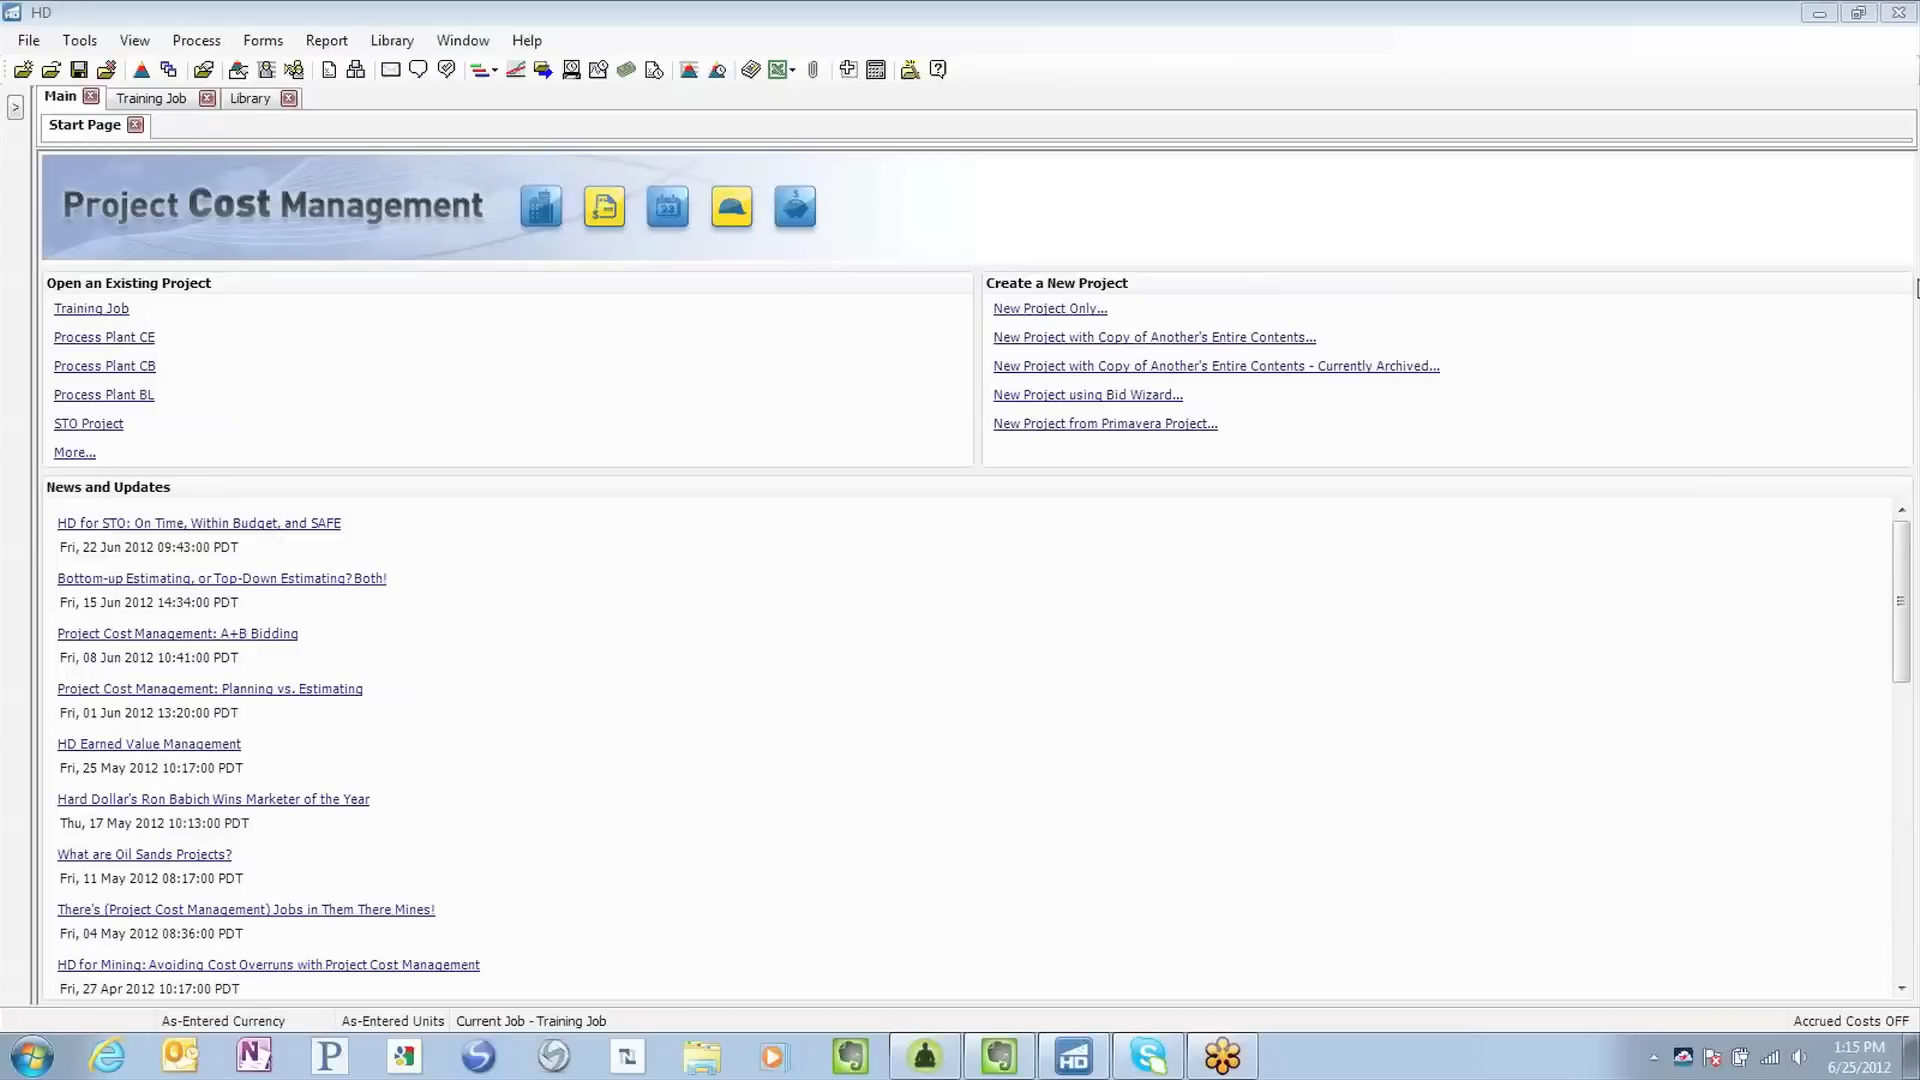 HD
File Tools View Process Forms Report Library Window Help
Main Training Job Library
Start Page
Project Cost Management
Open an Existing Project
Training Job
Process Plant CE
Process Plant CB
Process Plant BL
STO Project
More...
Create a New Project
New Project Only...
New Project with Copy of Another's Entire Contents...
New Project with Copy of Another's Entire Contents - Currently Archived...
New Project using Bid Wizard...
New Project from Primavera Project...
News and Updates
HD for STO: On Time, Within Budget, and SAFE
Fri, 22 Jun 2012 09:43:00 PDT
Bottom-up Estimating, or Top-Down Estimating? Both!
Fri, 15 Jun 2012 14:34:00 PDT
Project Cost Management: A+B Bidding
Fri, 08 Jun 2012 10:41:00 PDT
Project Cost Management: Planning vs. Estimating
Fri, 01 Jun 2012 13:20:00 PDT
HD Earned Value Management
Fri, 25 May 2012 10:17:00 PDT
Hard Dollar's Ron Babich Wins Marketer of the Year
Thu, 17 May 2012 10:13:00 PDT
What are Oil Sands Projects?
Fri, 11 May 2012 08:17:00 PDT
There's (Project Cost Management) Jobs in Them There Mines!
Fri, 04 May 2012 08:36:00 PDT
HD for Mining: Avoiding Cost Overruns with Project Cost Management
Fri, 27 Apr 2012 10:17:00 PDT
As-Entered Currency As-Entered Units Current Job - Training Job Accrued Costs OFF
HD
1:15 PM
6/25/2012